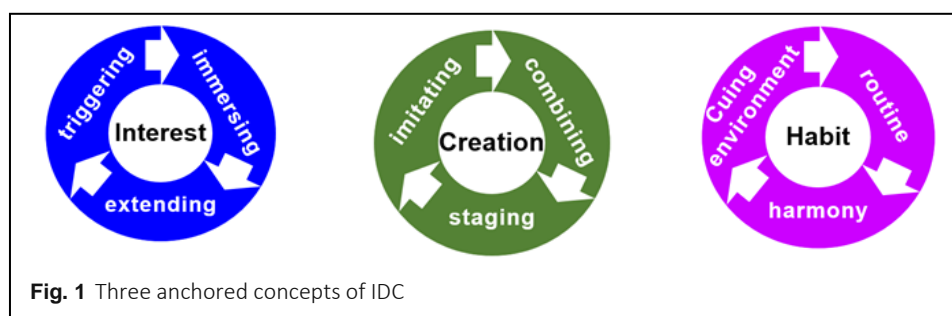 triggering
immersing
Interest
extending
imitating
combining
Creation
staging
Cuing
environment
routine
Habit
harmony
Fig. 1 Three anchored concepts of IDC